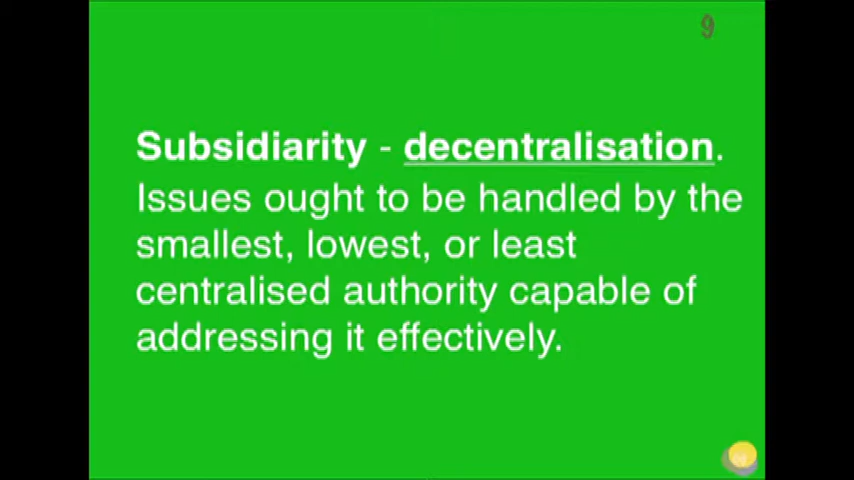 9
Subsidiarity - decentralisation.
Issues ought to be handled by the
smallest, lowest, or least
centralised authority capable of
addressing it effectively.